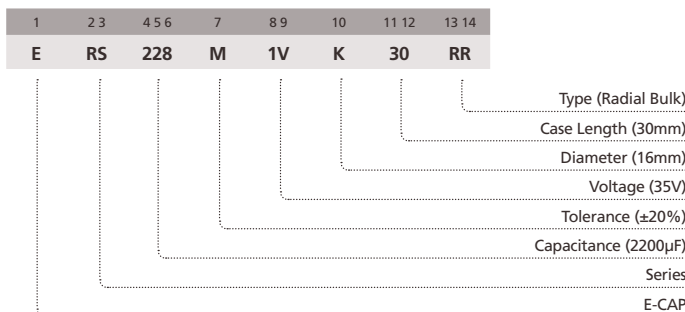 1 2 3 4 5 6 7 8 9 10 11 12 13 14
E RS 228 M 1V K 30 RR
Type (Radial Bulk)
Case Length (30mm)
Diameter (16mm)
Voltage (35V)
Tolerance (±20%)
Capacitance (2200µF)
Series
E-CAP